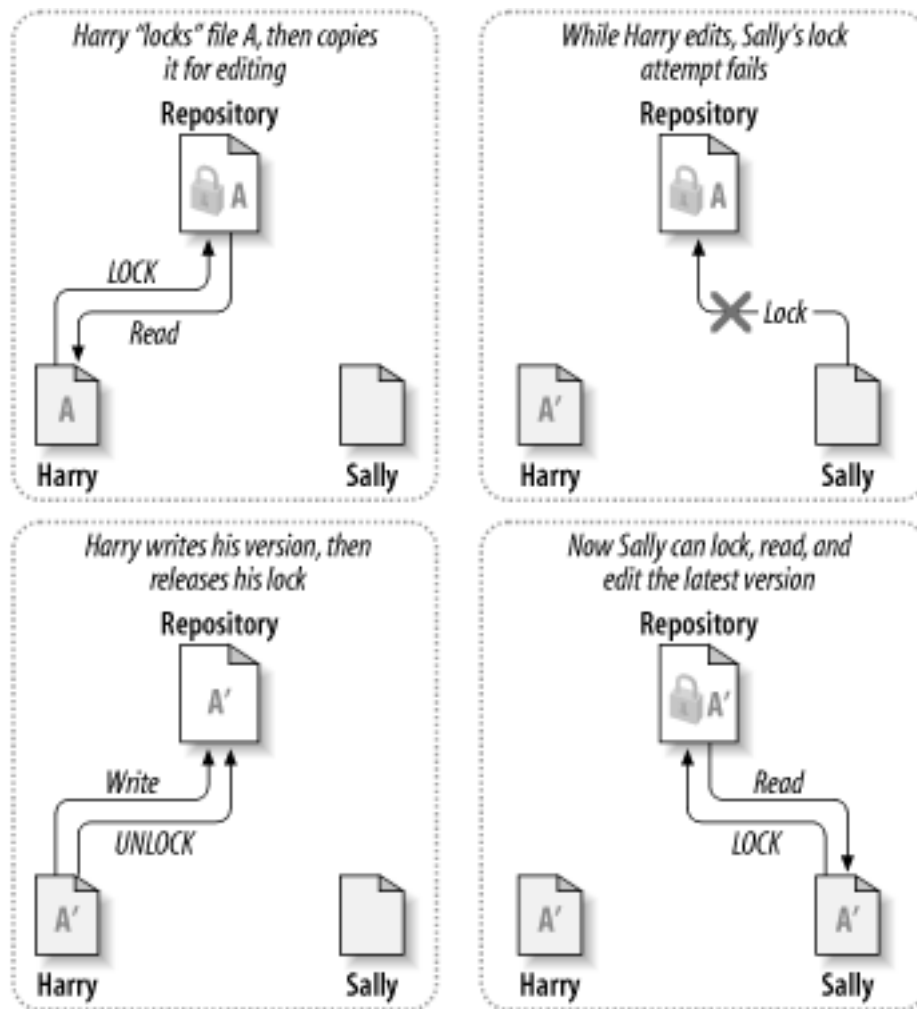 Harry “locks” file A, then copies
it for editing
Repository
A
LOCK
Read
A
Harry
Sally
While Harry edits, Sally’s lock
attempt fails
Repository
A
Lock
A′
Harry
Sally
Harry writes his version, then
releases his lock
Repository
A′
Write
UNLOCK
A′
Harry
Sally
Now Sally can lock, read, and
edit the latest version
Repository
A′
Read
LOCK
A′
A′
Harry
Sally